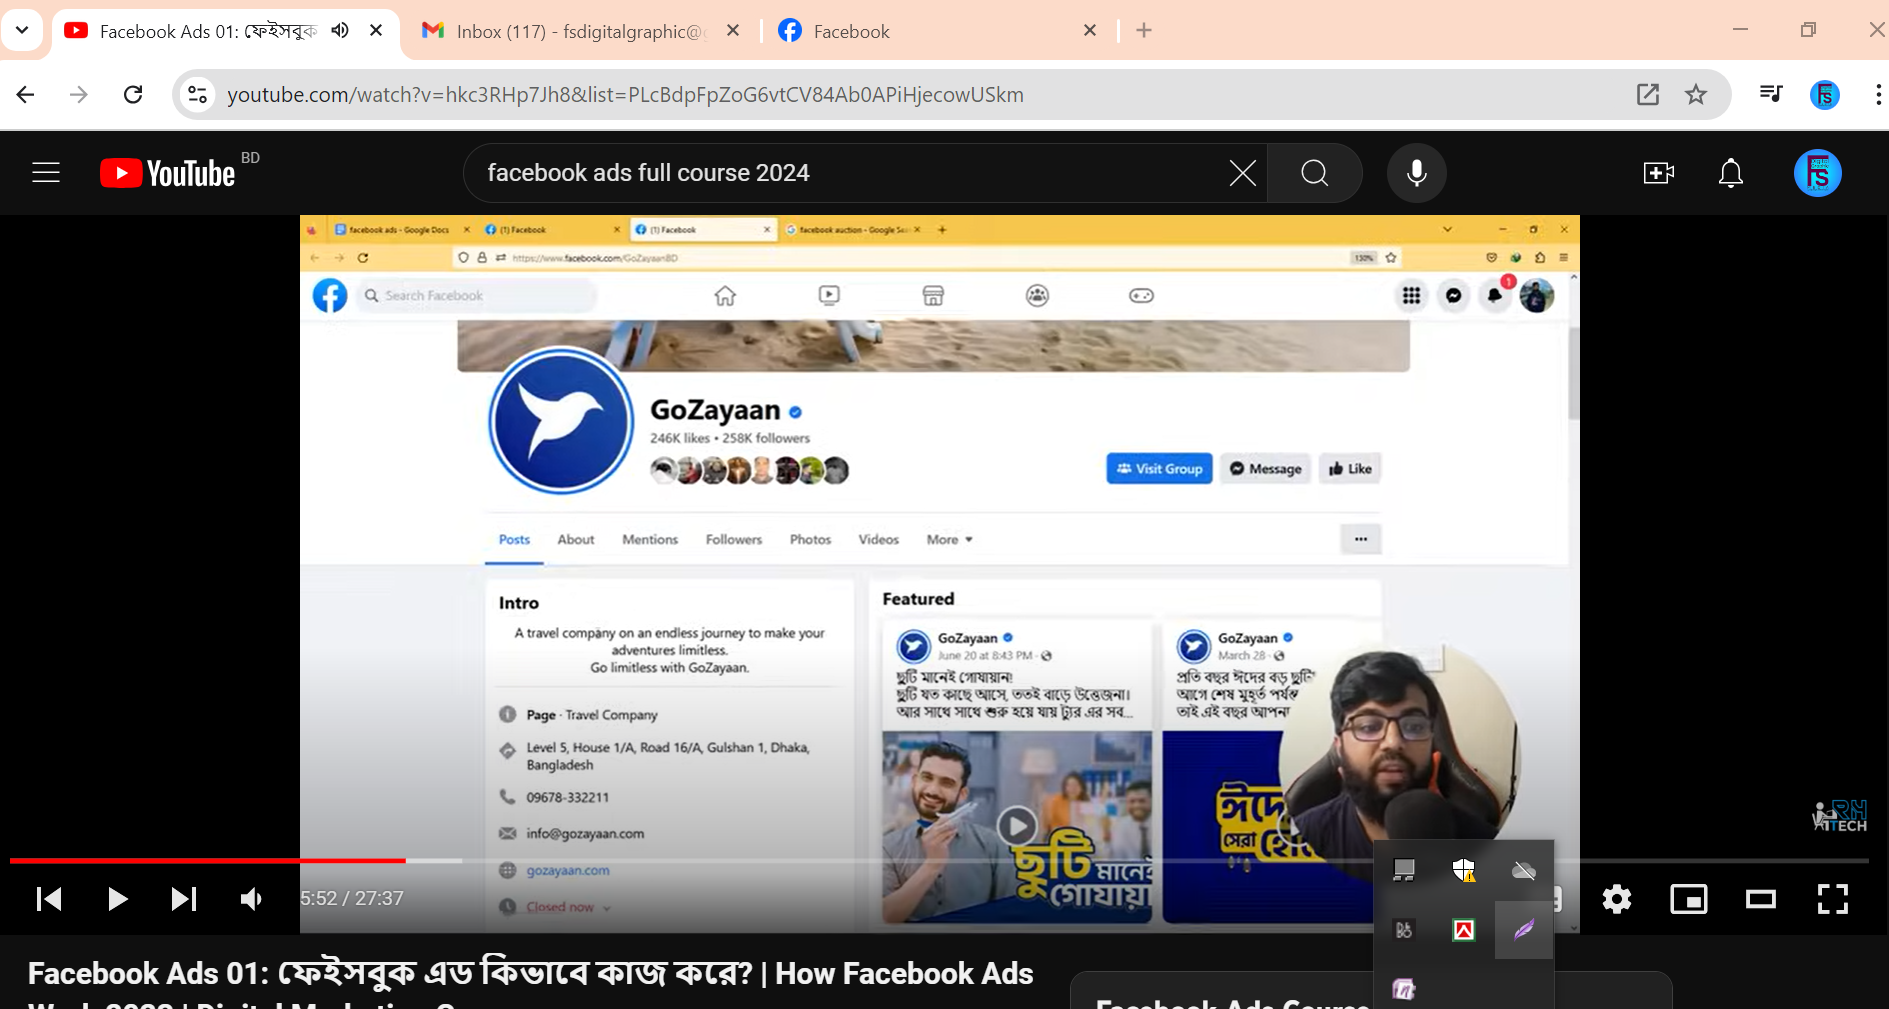 Facebook Ads 01: ফেইসবুক
Inbox (117) - fsdigitalgraphic@
Facebook
youtube.com/watch?v=hkc3RHp7Jh8&list=PLcBdpFpZoG6vtCV84Ab0APiHjecowUSkm
YouTube BD
facebook ads full course 2024
facebook ads - Google Docs
(1) Facebook
(1) Facebook
facebook auction - Google
https://www.facebook.com/GoZayaanBD
130%
Search Facebook
1
GoZayaan
246K likes • 258K followers
Visit Group
Message
Like
Posts
About
Mentions
Followers
Photos
Videos
More
Intro
A travel company on an endless journey to make your
adventures limitless.
Go limitless with GoZayaan.
Page · Travel Company
Level 5, House 1/A, Road 16/A, Gulshan 1, Dhaka,
Bangladesh
09678-332211
info@gozayaan.com
gozayaan.com
Closed now
Featured
GoZayaan
June 20 at 8:43 PM ·
ছুটি মানেই গোযায়ান!
ছুটি যত কাছে আসে, ততই বাড়ে উত্তেজনা।
আর সাথে সাথে শুরু হয়ে যায় ট্যুর এর সব...
ছুটি মানেই
গোযায়া
GoZayaan
March 28 ·
প্রতি বছর ঈদের বড় ছুটি
আগে শেষ মুহূর্ত পর্যন্ত
তাই এই বছর আপনা
ঈদে
সেরা
RH
TECH
5:52 / 27:37
Facebook Ads 01: ফেইসবুক এড কিভাবে কাজ করে? | How Facebook Ads
Facebook Ads Course